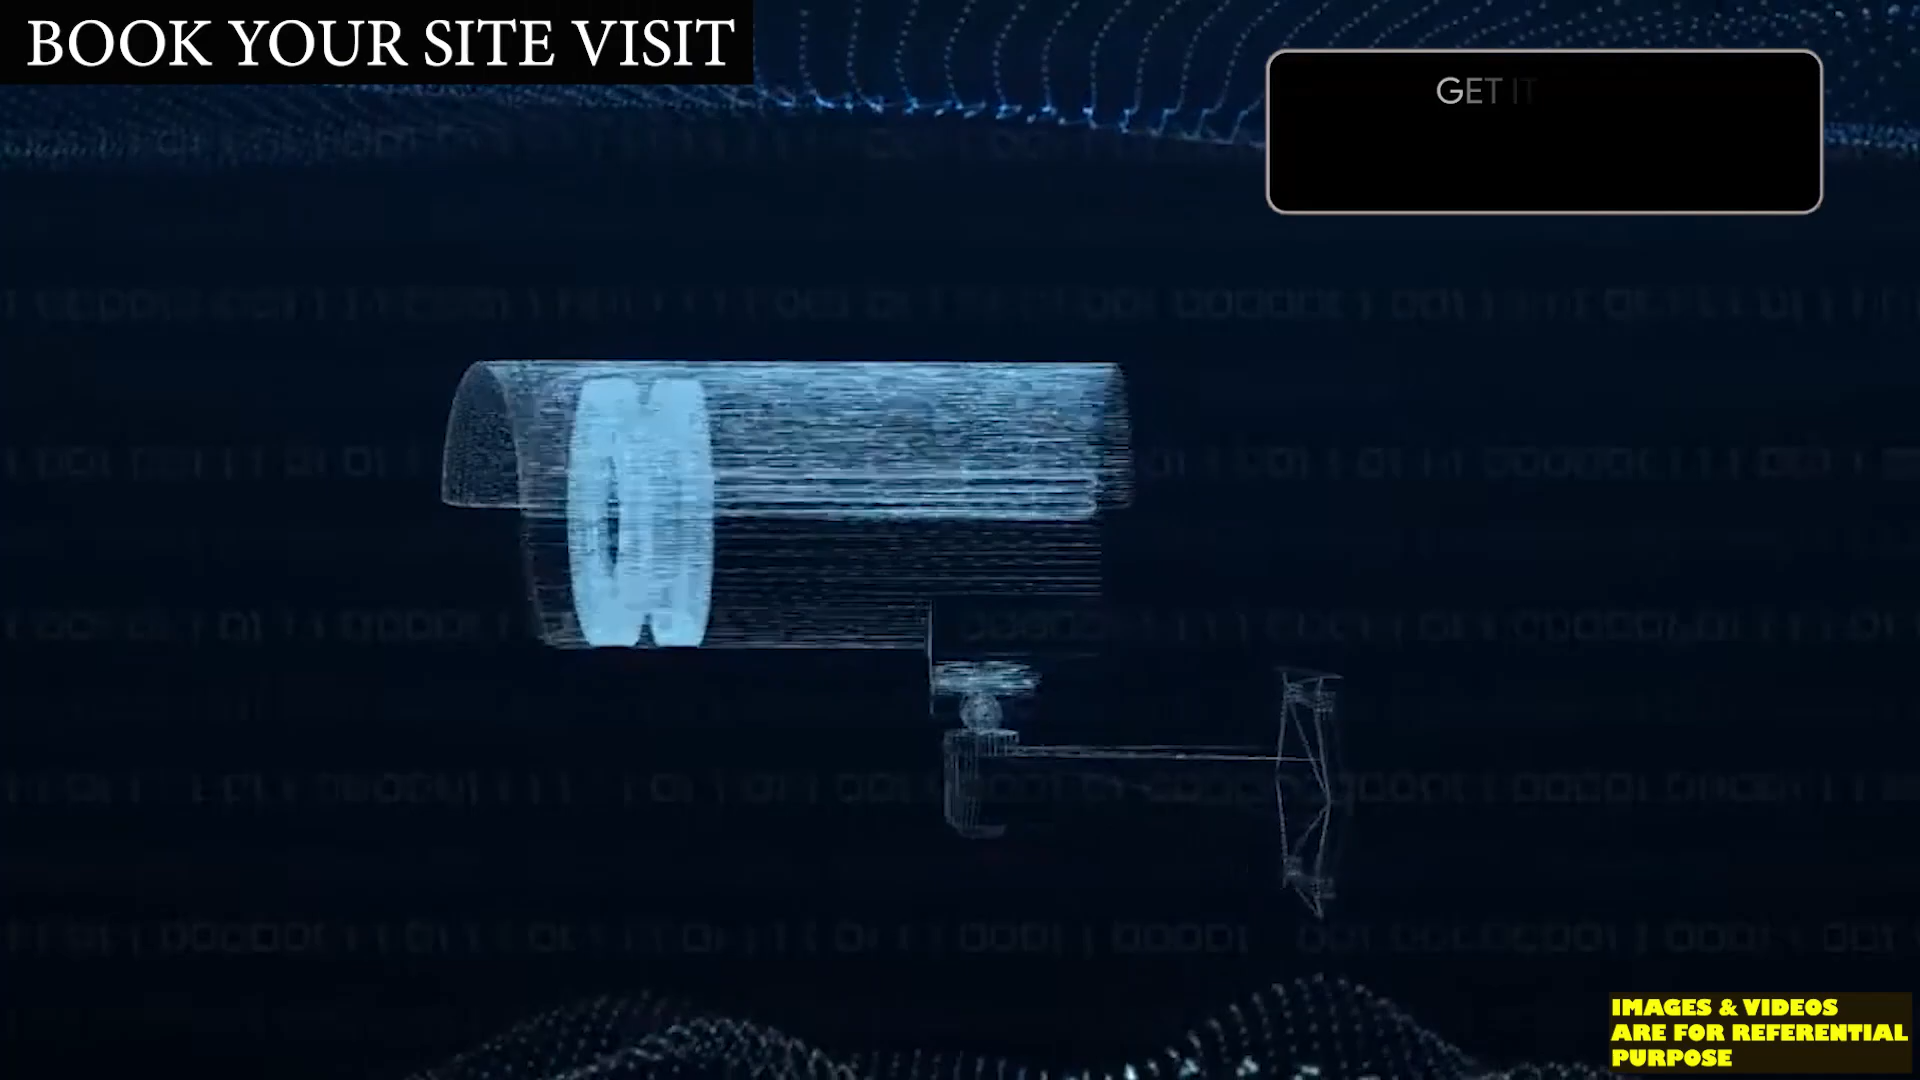 BOOK YOUR SITE VISIT
GET IT
IMAGES & VIDEOS
ARE FOR REFERENTIAL
PURPOSE